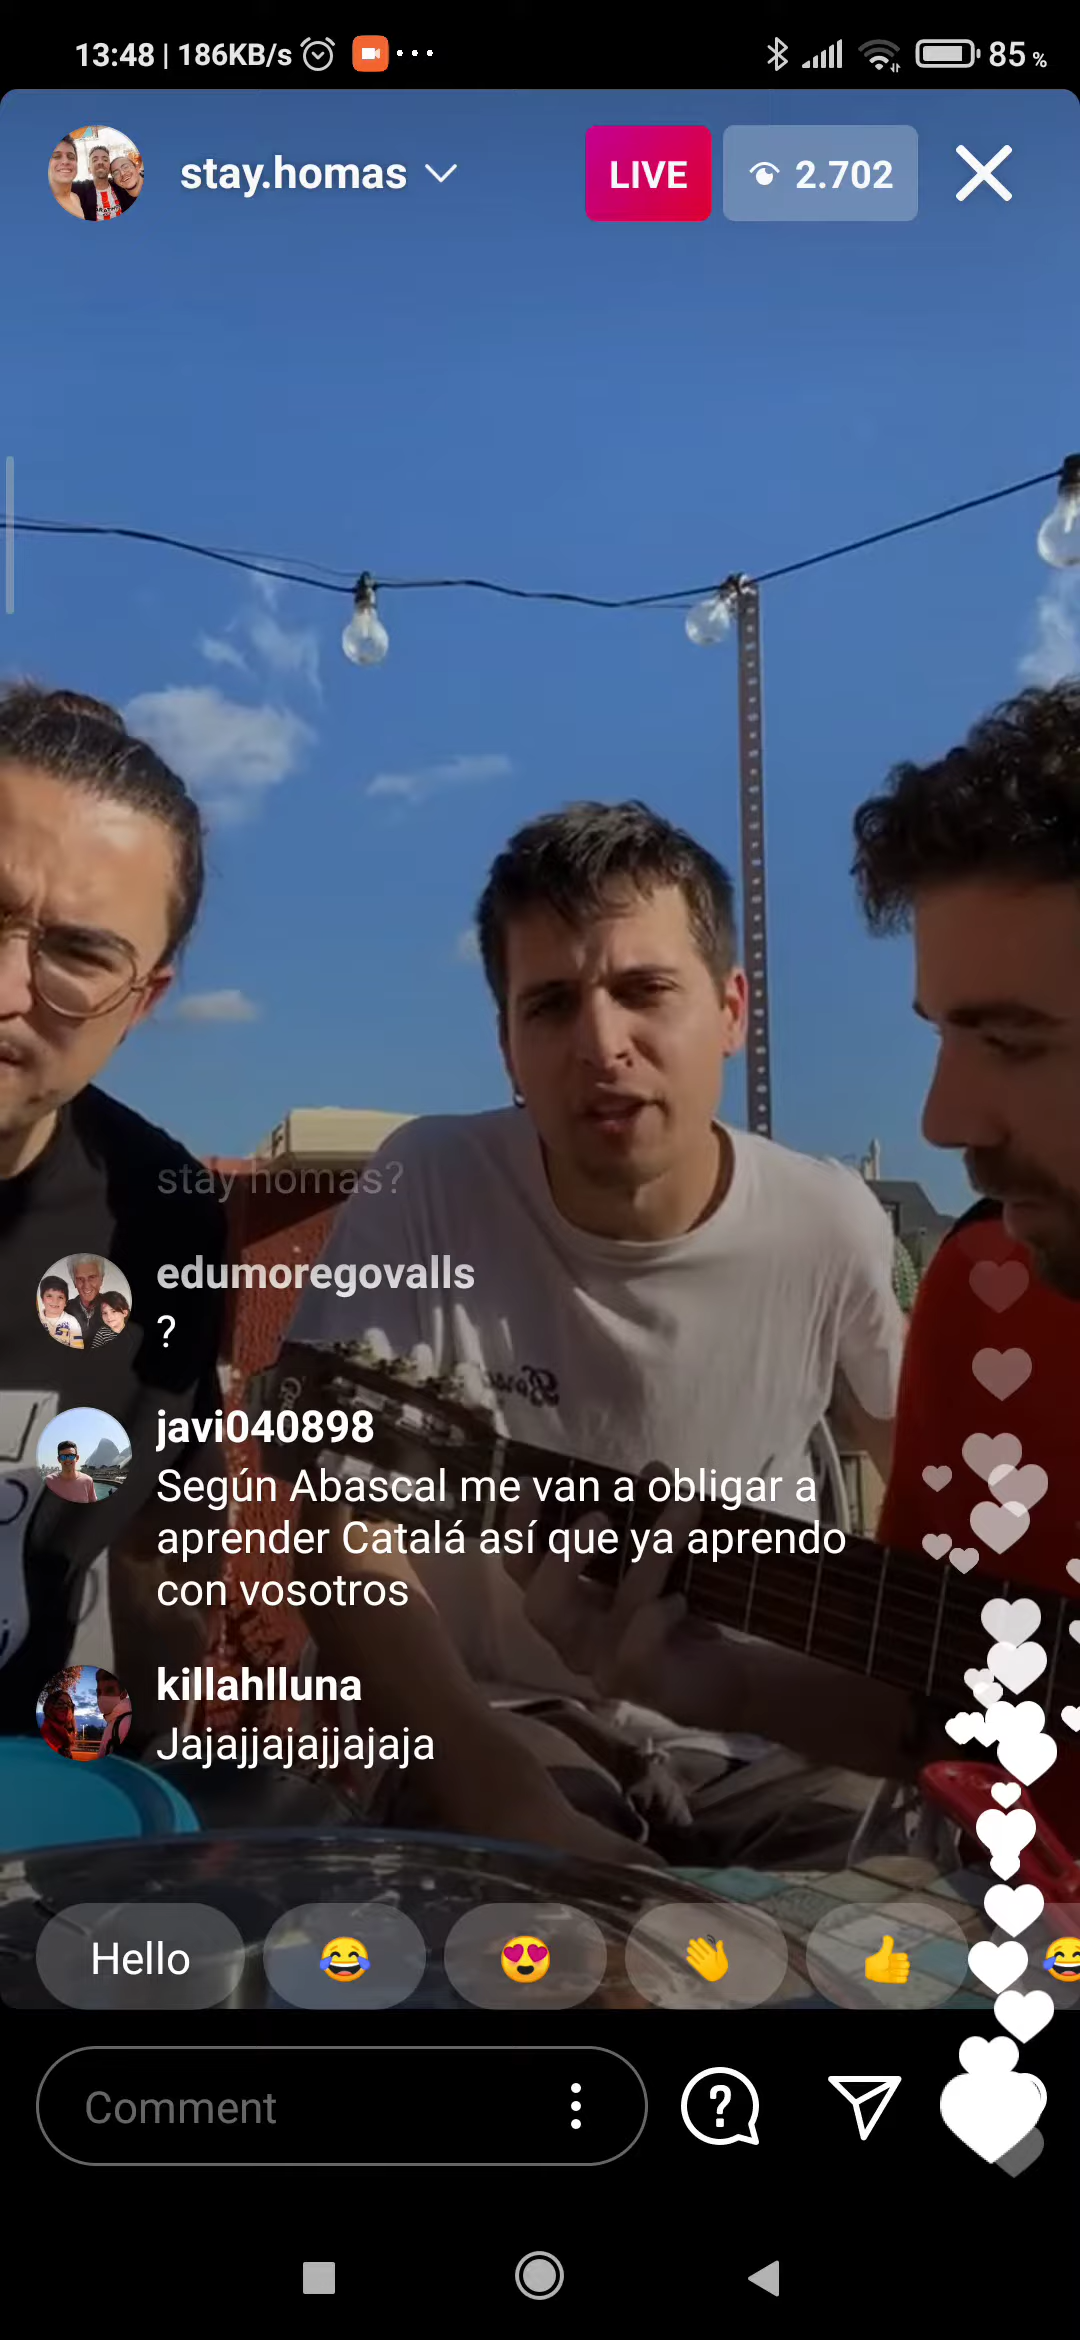 13:48 | 186KB/s
85 %
stay.homas
LIVE
2.702
stay homas?
edumoregovalls
?
javi040898
Según Abascal me van a obligar a
aprender Catalá así que ya aprendo
con vosotros
killahlluna
Jajajjajajjajaja
Hello
Comment